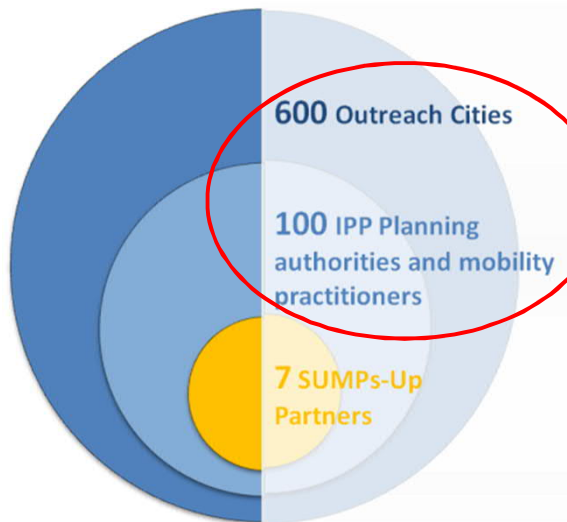 600 Outreach Cities
100 IPP Planning
authorities and mobility
practitioners
7 SUMPs-Up
Partners